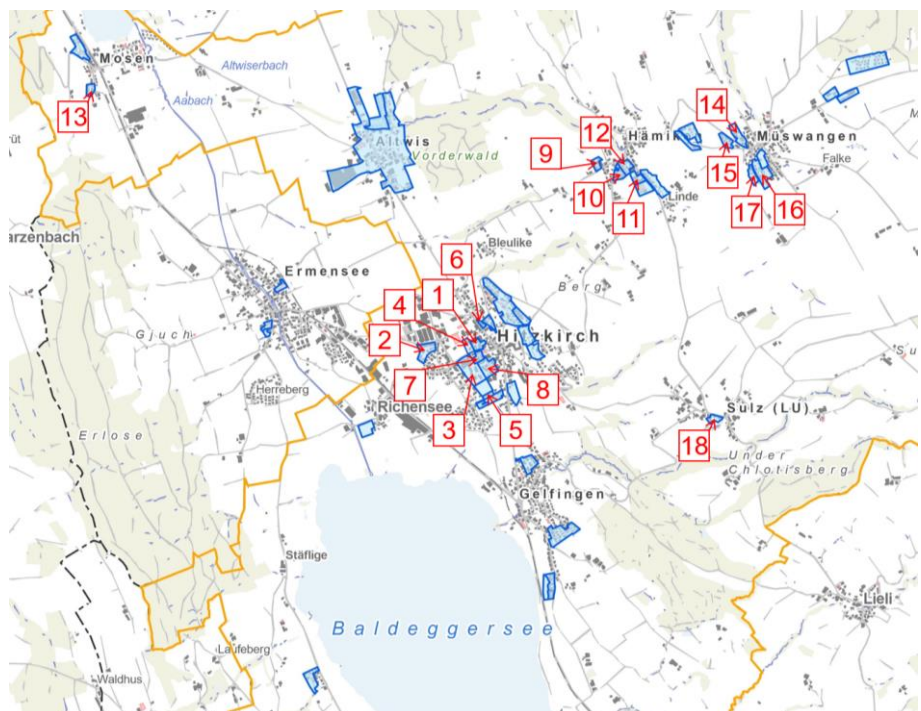 Mosen
Altwiserbach
Aabach
13
Altwis
Vorderwald
14
12
Hämik
Müswangen
9
15
Falke
10
Linde
11
17
16
arzenbach
Bleulike
6
Ermensee
Berg
1
4
Gjuch
2
Hitzkirch
7
8
Herreberg
Richensee
Sulz (LU)
3
5
18
Erlose
Under
Chlotisberg
Gelfingen
Stäflige
Lieli
Baldeggersee
Laufeberg
Waldhus